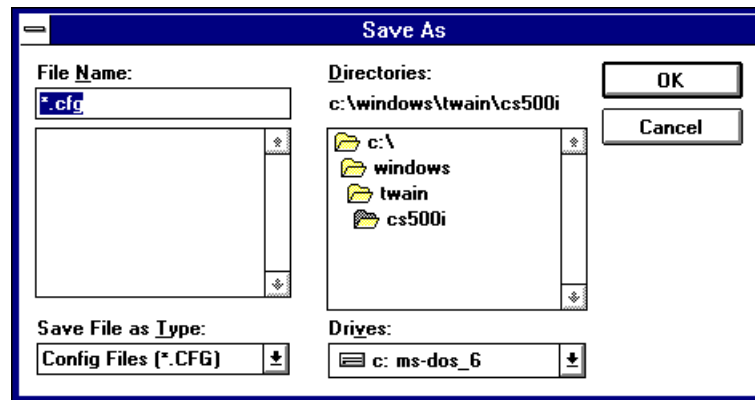 Save As
File Name:
*.cfg
Directories:
c:\windows\twain\cs500i
c:\
windows
twain
cs500i
OK
Cancel
Save File as Type:
Config Files (*.CFG)
Drives:
c: ms-dos_6